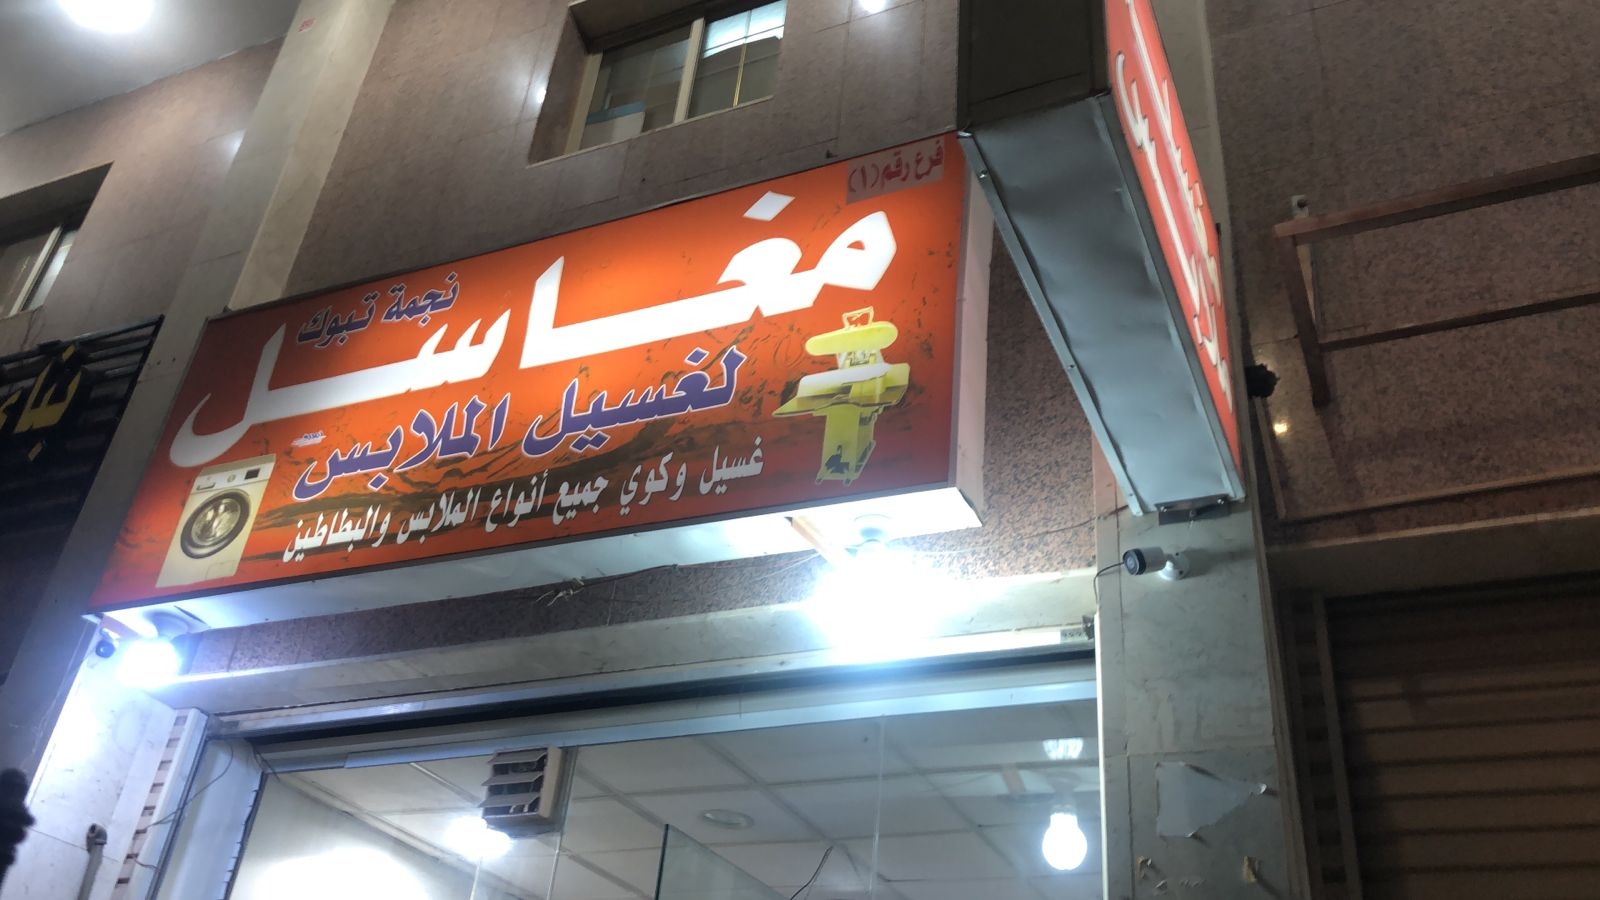 فرع رقم (١)
مغاسل
نجمة تبوك
لغسيل الملابس
غسيل وكوي جميع أنواع الملابس والبطاطين